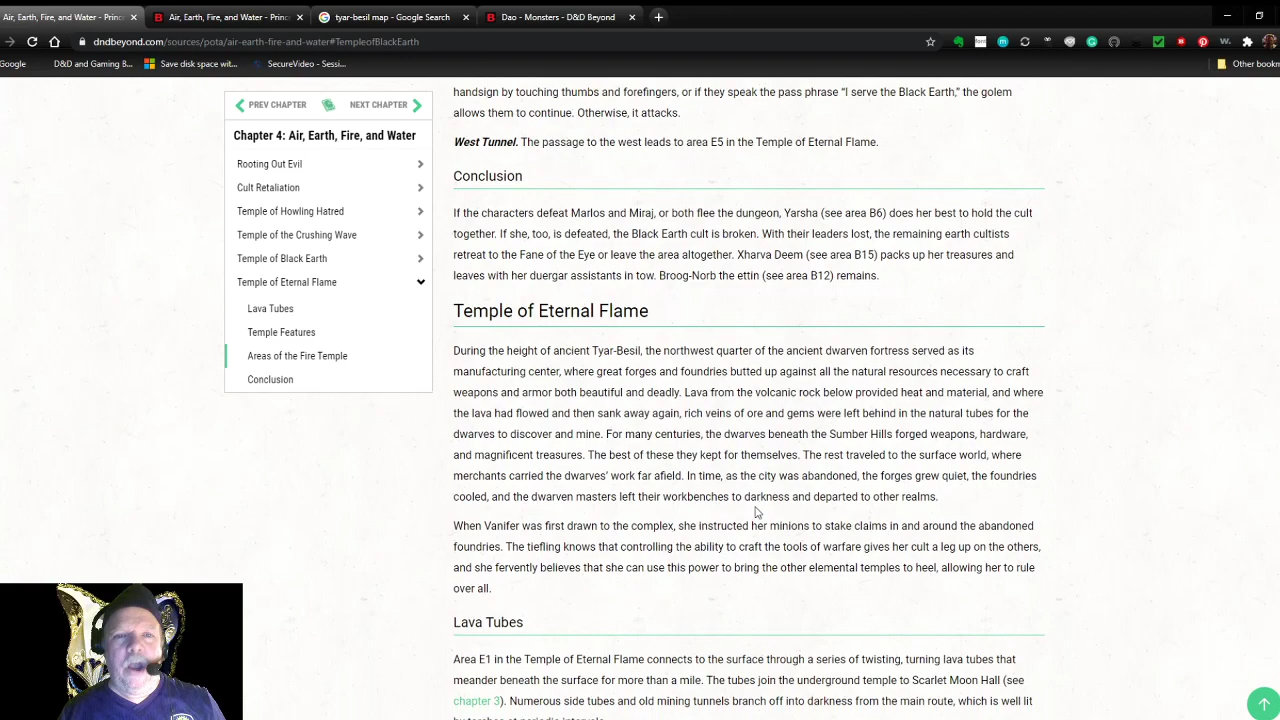 Air, Earth, Fire, and Water - Princ
Air, Earth, Fire, and Water - Princ
tyar-besil map - Google Search
Dao - Monsters - D&D Beyond
dndbeyond.com/sources/pota/air-earth-fire-and-water#TempleofBlackEarth
Google
D&D and Gaming B...
Save disk space wit...
SecureVideo - Sessi...
Other bookm
PREV CHAPTER
NEXT CHAPTER
Chapter 4: Air, Earth, Fire, and Water
Rooting Out Evil
Cult Retaliation
Temple of Howling Hatred
Temple of the Crushing Wave
Temple of Black Earth
Temple of Eternal Flame
Lava Tubes
Temple Features
Areas of the Fire Temple
Conclusion
handsign by touching thumbs and forefingers, or if they speak the pass phrase “I serve the Black Earth,” the golem
allows them to continue. Otherwise, it attacks.
West Tunnel. The passage to the west leads to area E5 in the Temple of Eternal Flame.
Conclusion
If the characters defeat Marlos and Miraj, or both flee the dungeon, Yarsha (see area B6) does her best to hold the cult
together. If she, too, is defeated, the Black Earth cult is broken. With their leaders lost, the remaining earth cultists
retreat to the Fane of the Eye or leave the area altogether. Xharva Deem (see area B15) packs up her treasures and
leaves with her duergar assistants in tow. Broog-Norb the ettin (see area B12) remains.
Temple of Eternal Flame
During the height of ancient Tyar-Besil, the northwest quarter of the ancient dwarven fortress served as its
manufacturing center, where great forges and foundries butted up against all the natural resources necessary to craft
weapons and armor both beautiful and deadly. Lava from the volcanic rock below provided heat and material, and where
the lava had flowed and then sank away again, rich veins of ore and gems were left behind in the natural tubes for the
dwarves to discover and mine. For many centuries, the dwarves beneath the Sumber Hills forged weapons, hardware,
and magnificent treasures. The best of these they kept for themselves. The rest traveled to the surface world, where
merchants carried the dwarves’ work far afield. In time, as the city was abandoned, the forges grew quiet, the foundries
cooled, and the dwarven masters left their workbenches to darkness and departed to other realms.
When Vanifer was first drawn to the complex, she instructed her minions to stake claims in and around the abandoned
foundries. The tiefling knows that controlling the ability to craft the tools of warfare gives her cult a leg up on the others,
and she fervently believes that she can use this power to bring the other elemental temples to heel, allowing her to rule
over all.
Lava Tubes
Area E1 in the Temple of Eternal Flame connects to the surface through a series of twisting, turning lava tubes that
meander beneath the surface for more than a mile. The tubes join the underground temple to Scarlet Moon Hall (see
chapter 3). Numerous side tubes and old mining tunnels branch off into darkness from the main route, which is well lit
by torches at periodic intervals.